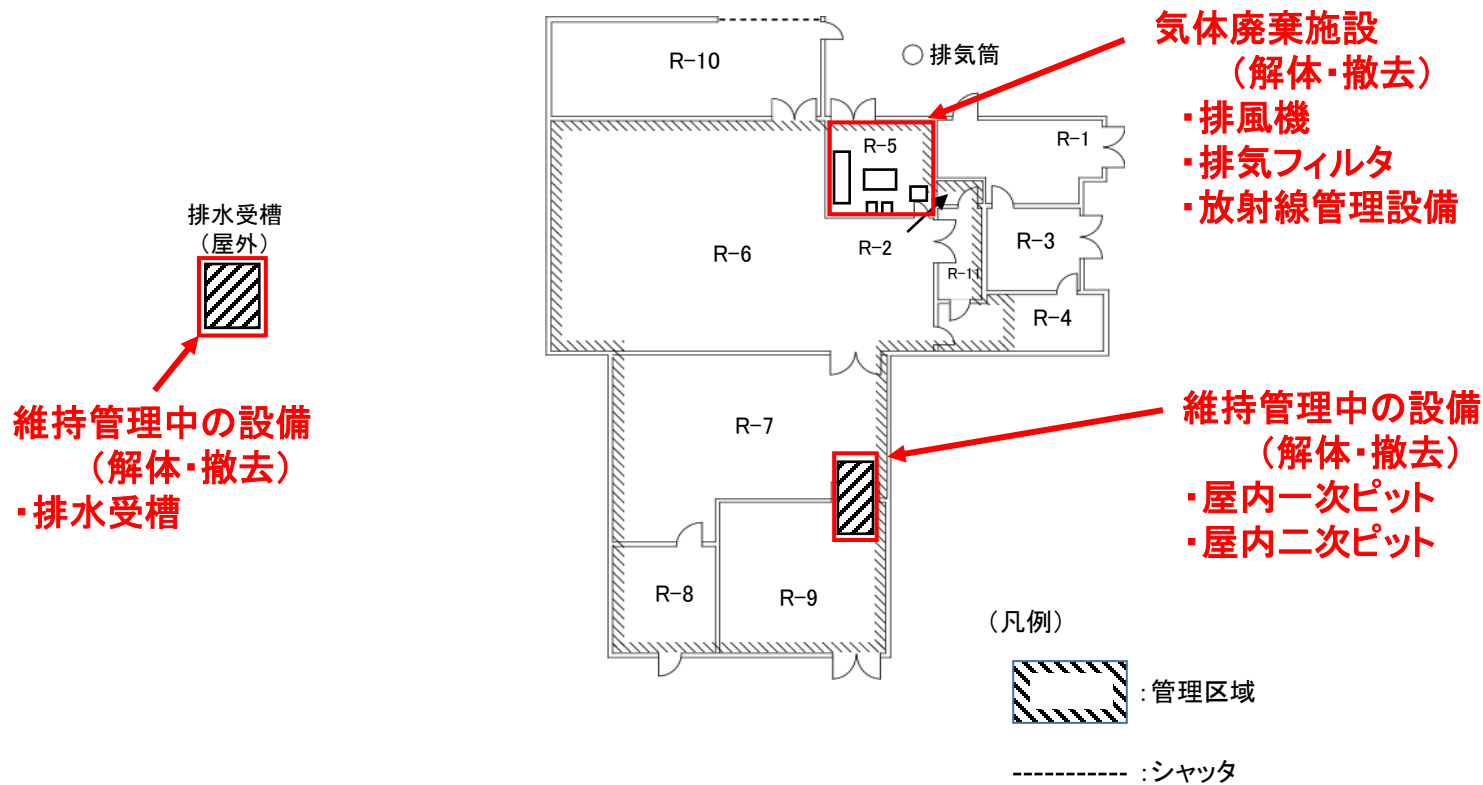 気体廃棄施設
（解体・撤去）
・排風機
・排気フィルタ
・放射線管理設備
R-10
排気筒
R-5
R-1
排水受槽
（屋外）
R-6
R-2
R-3
R-11
R-4
維持管理中の設備
（解体・撤去）
・排水受槽
R-7
維持管理中の設備
（解体・撤去）
・屋内一次ピット
・屋内二次ピット
R-8
R-9
（凡例）
：管理区域
：シャッタ